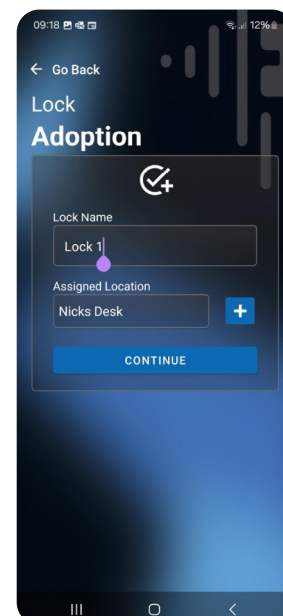 09:18 12%
Go Back
Lock
Adoption
Lock Name
Lock 1
Assigned Location
Nicks Desk
CONTINUE